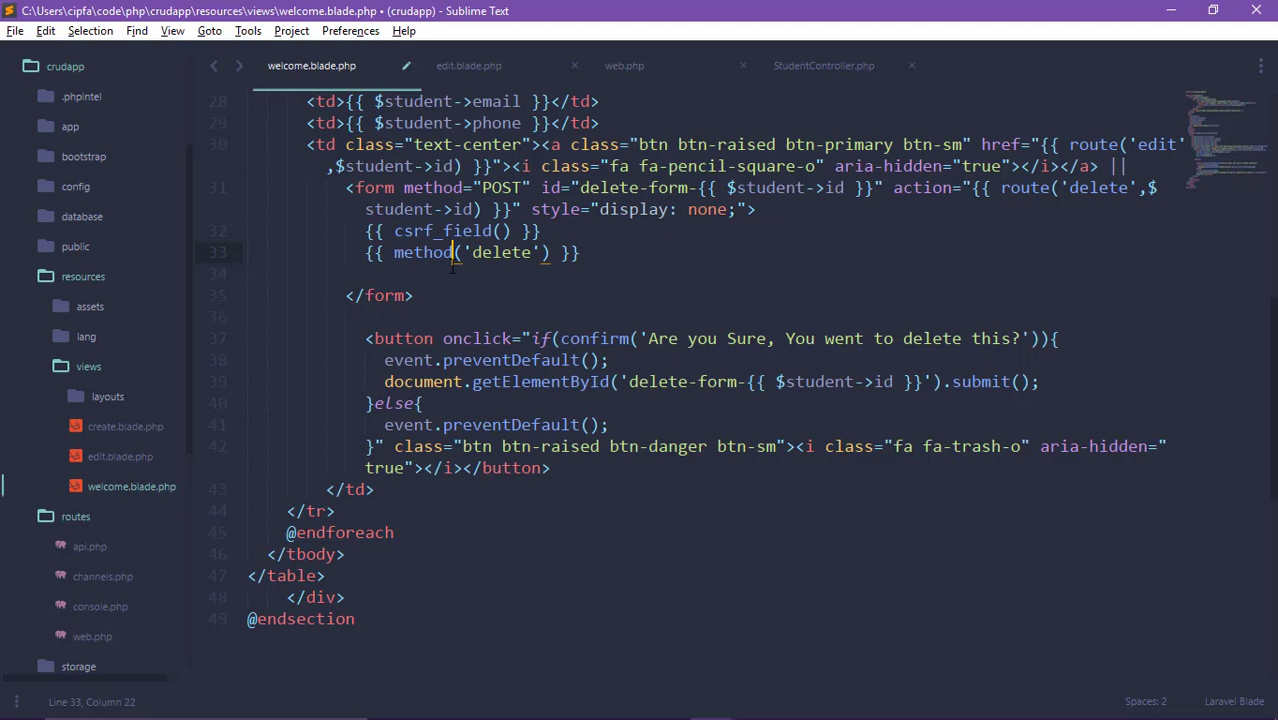 C:\Users\cipfa\code\php\crudapp\resources\views\welcome.blade.php • (crudapp) - Sublime Text
File Edit Selection Find View Goto Tools Project Preferences Help
crudapp
.phpintel
app
bootstrap
config
database
public
resources
assets
lang
views
layouts
create.blade.php
edit.blade.php
welcome.blade.php
routes
api.php
channels.php
console.php
web.php
storage
welcome.blade.php edit.blade.php web.php StudentController.php
28 <td>{{ $student->email }}</td>
29 <td>{{ $student->phone }}</td>
30 <td class="text-center"><a class="btn btn-raised btn-primary btn-sm" href="{{ route('edit'
,$student->id) }}"><i class="fa fa-pencil-square-o" aria-hidden="true"></i></a> ||
31 <form method="POST" id="delete-form-{{ $student->id }}" action="{{ route('delete',$
student->id) }}" style="display: none;">
32 {{ csrf_field() }}
33 {{ method('delete') }}
34
35 </form>
36
37 <button onclick="if(confirm('Are you Sure, You went to delete this?')){
38 event.preventDefault();
39 document.getElementById('delete-form-{{ $student->id }}').submit();
40 }else{
41 event.preventDefault();
42 }" class="btn btn-raised btn-danger btn-sm"><i class="fa fa-trash-o" aria-hidden="
true"></i></button>
43 </td>
44 </tr>
45 @endforeach
46 </tbody>
47 </table>
48 </div>
49 @endsection
Line 33, Column 22
Spaces: 2 Laravel Blade